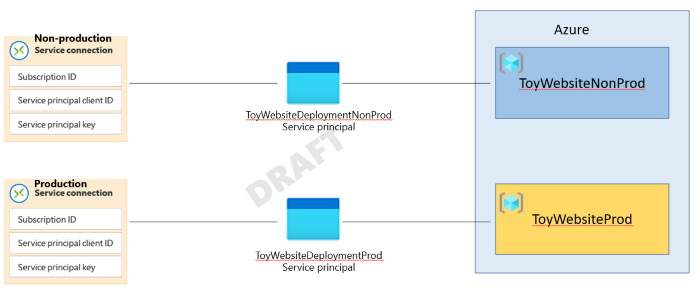 Non-production
Service connection
Subscription ID
Service principal client ID
Service principal key
ToyWebsiteDeploymentNonProd
Service principal
Azure
ToyWebsiteNonProd
DRAFT
Production
Service connection
Subscription ID
Service principal client ID
Service principal key
ToyWebsiteDeploymentProd
Service principal
ToyWebsiteProd